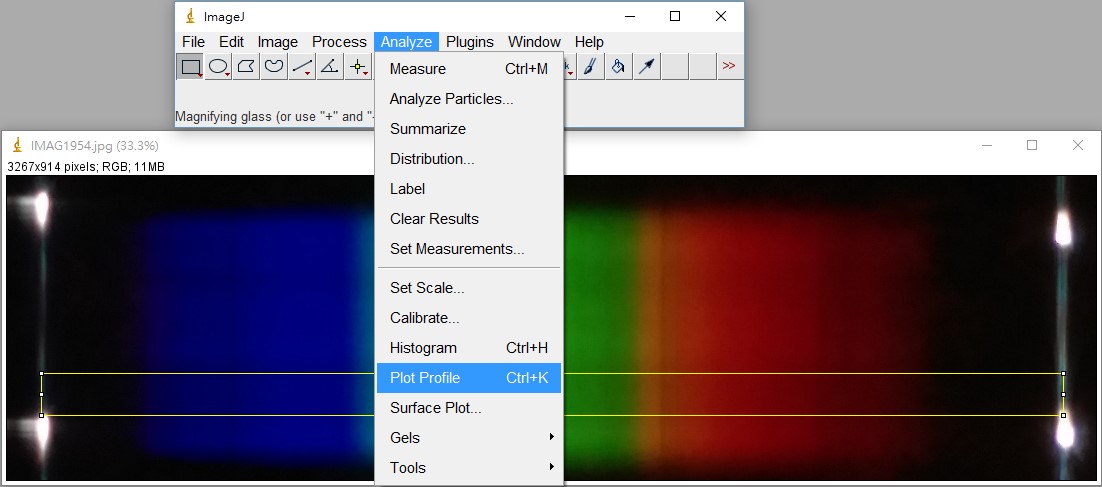 ImageJ
File Edit Image Process Analyze Plugins Window Help
>>
Magnifying glass (or use "+" and "-
Measure Ctrl+M
Analyze Particles...
Summarize
Distribution...
Label
Clear Results
Set Measurements...
Set Scale...
Calibrate...
Histogram Ctrl+H
Plot Profile Ctrl+K
Surface Plot...
Gels
Tools
IMAG1954.jpg (33.3%)
3267x914 pixels; RGB; 11MB